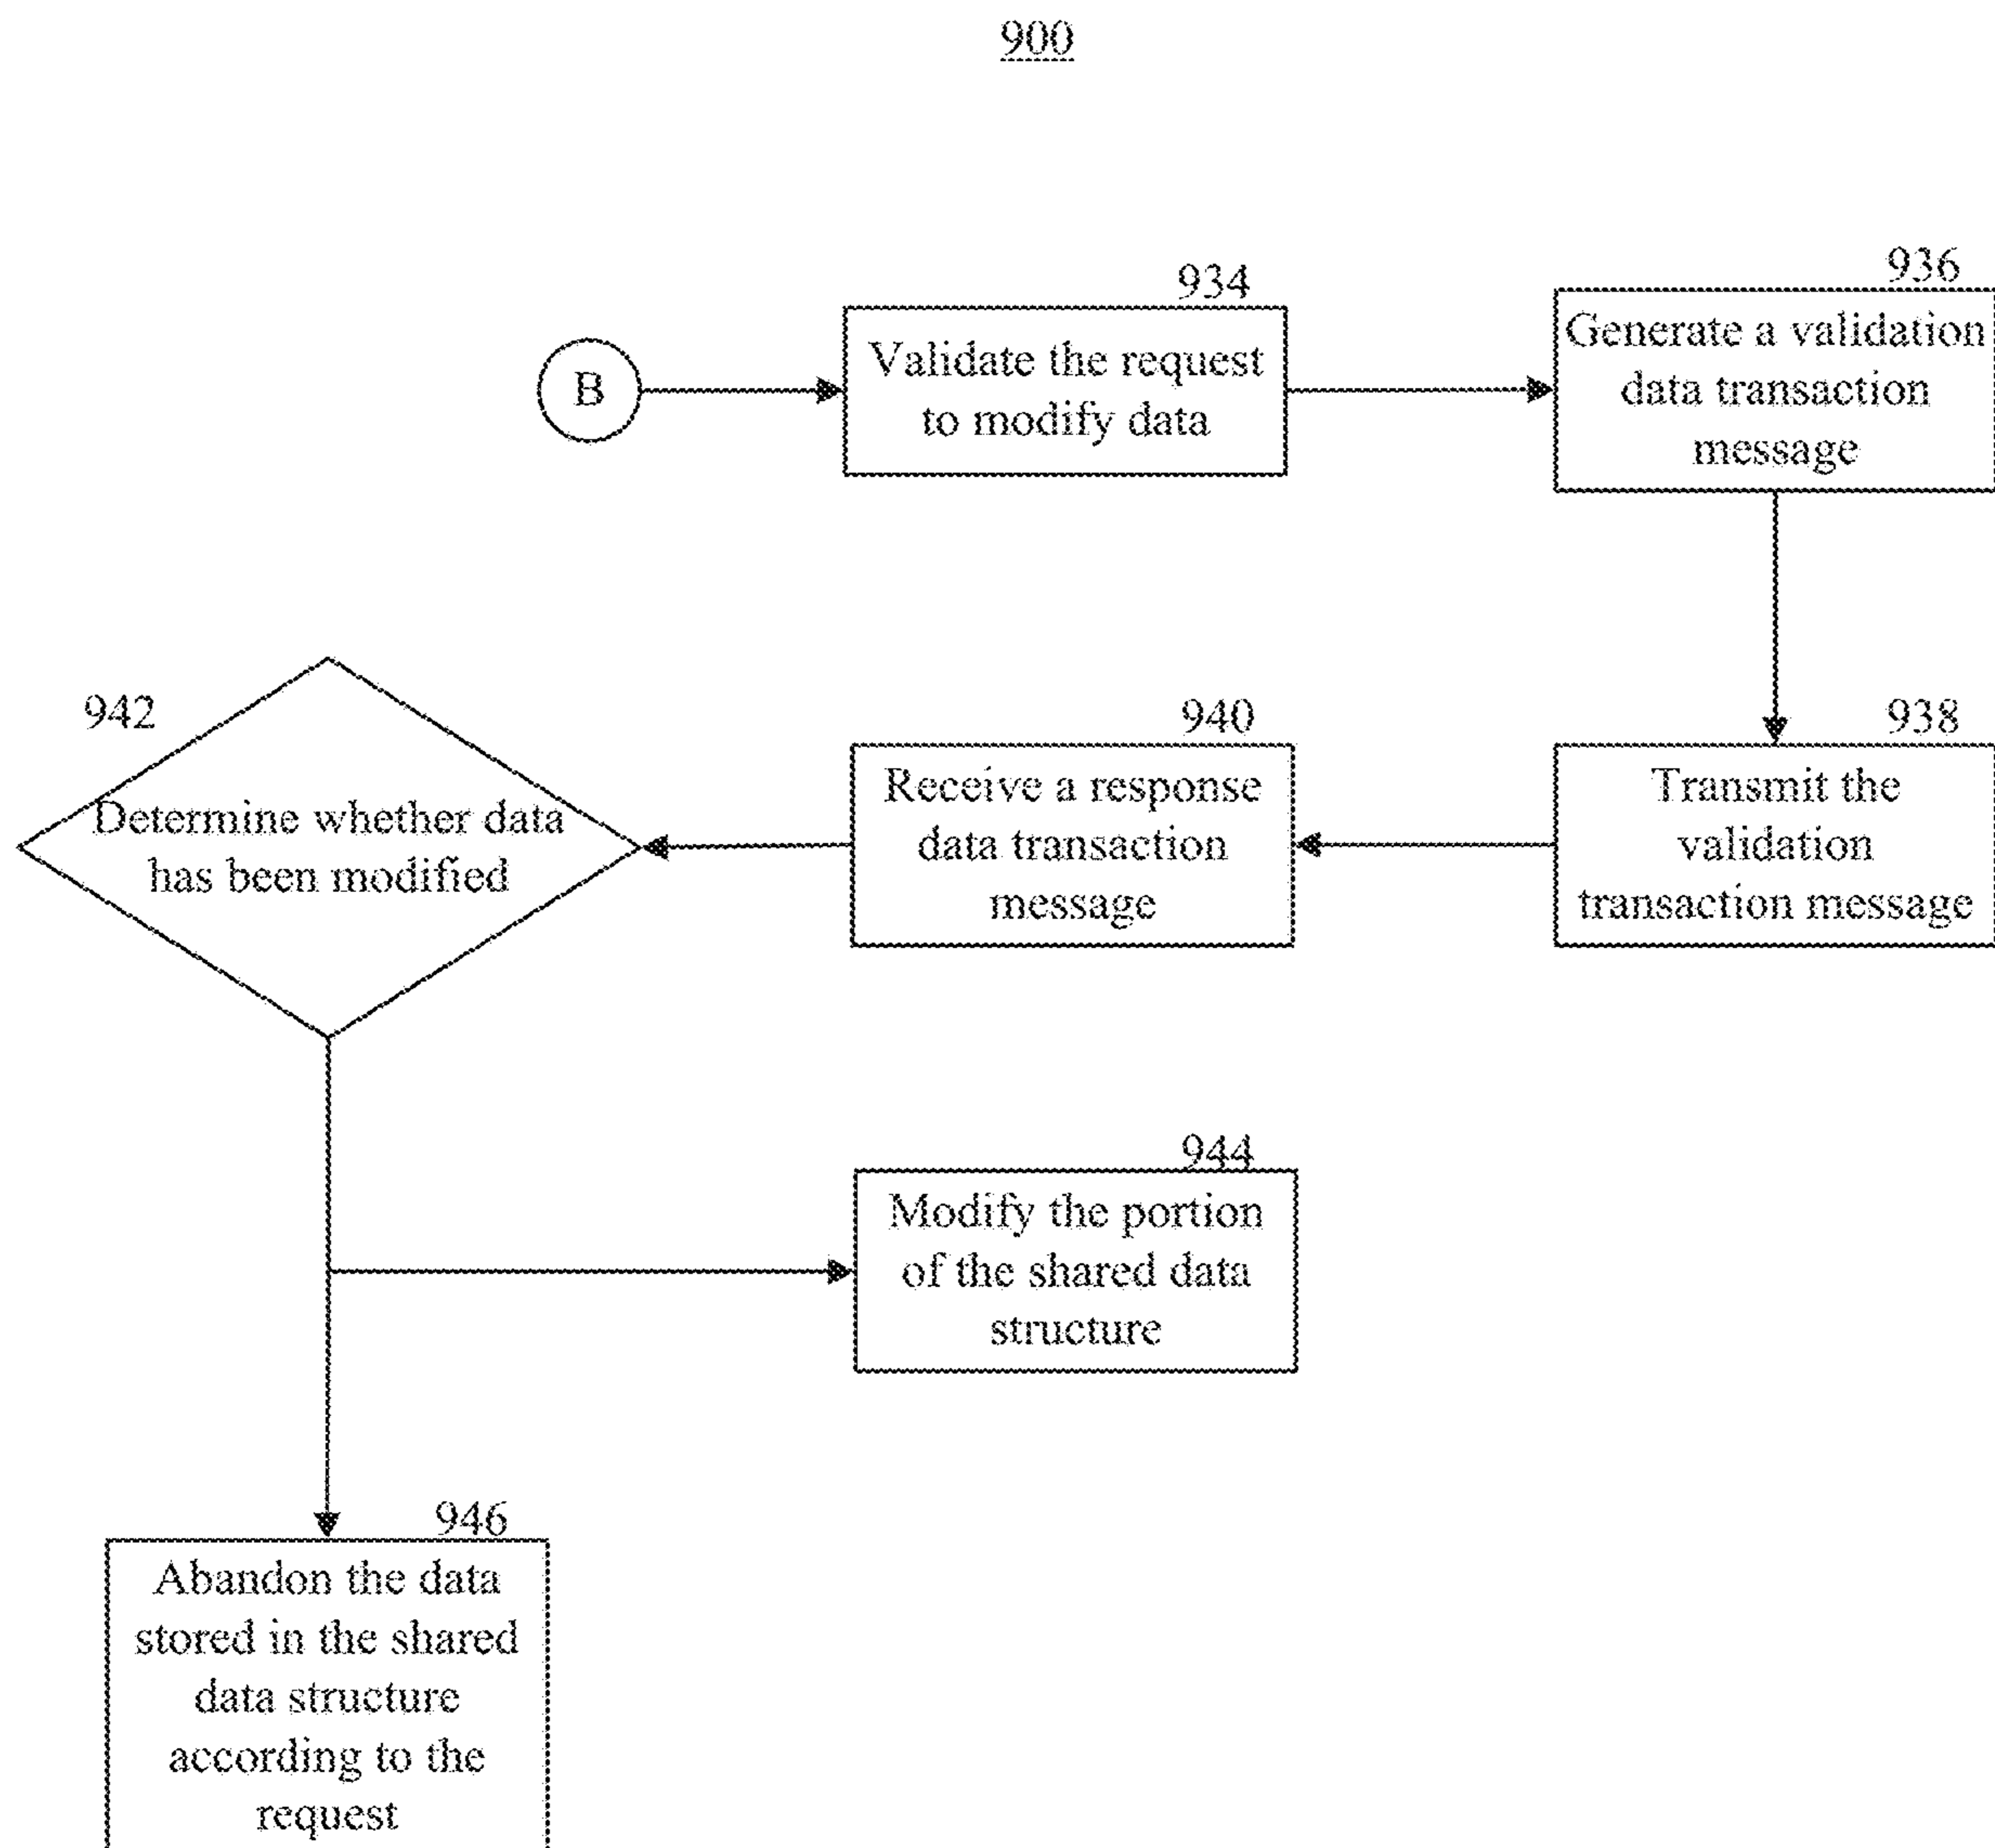 900
934
Validate the request
to modify data
936
Generate a validation
data transaction
message
B
942
Determine whether data
has been modified
940
Receive a response
data transaction
message
938
Transmit the
validation
transaction message
944
Modify the portion
of the shared data
structure
946
Abandon the data
stored in the shared
data structure
according to the
request